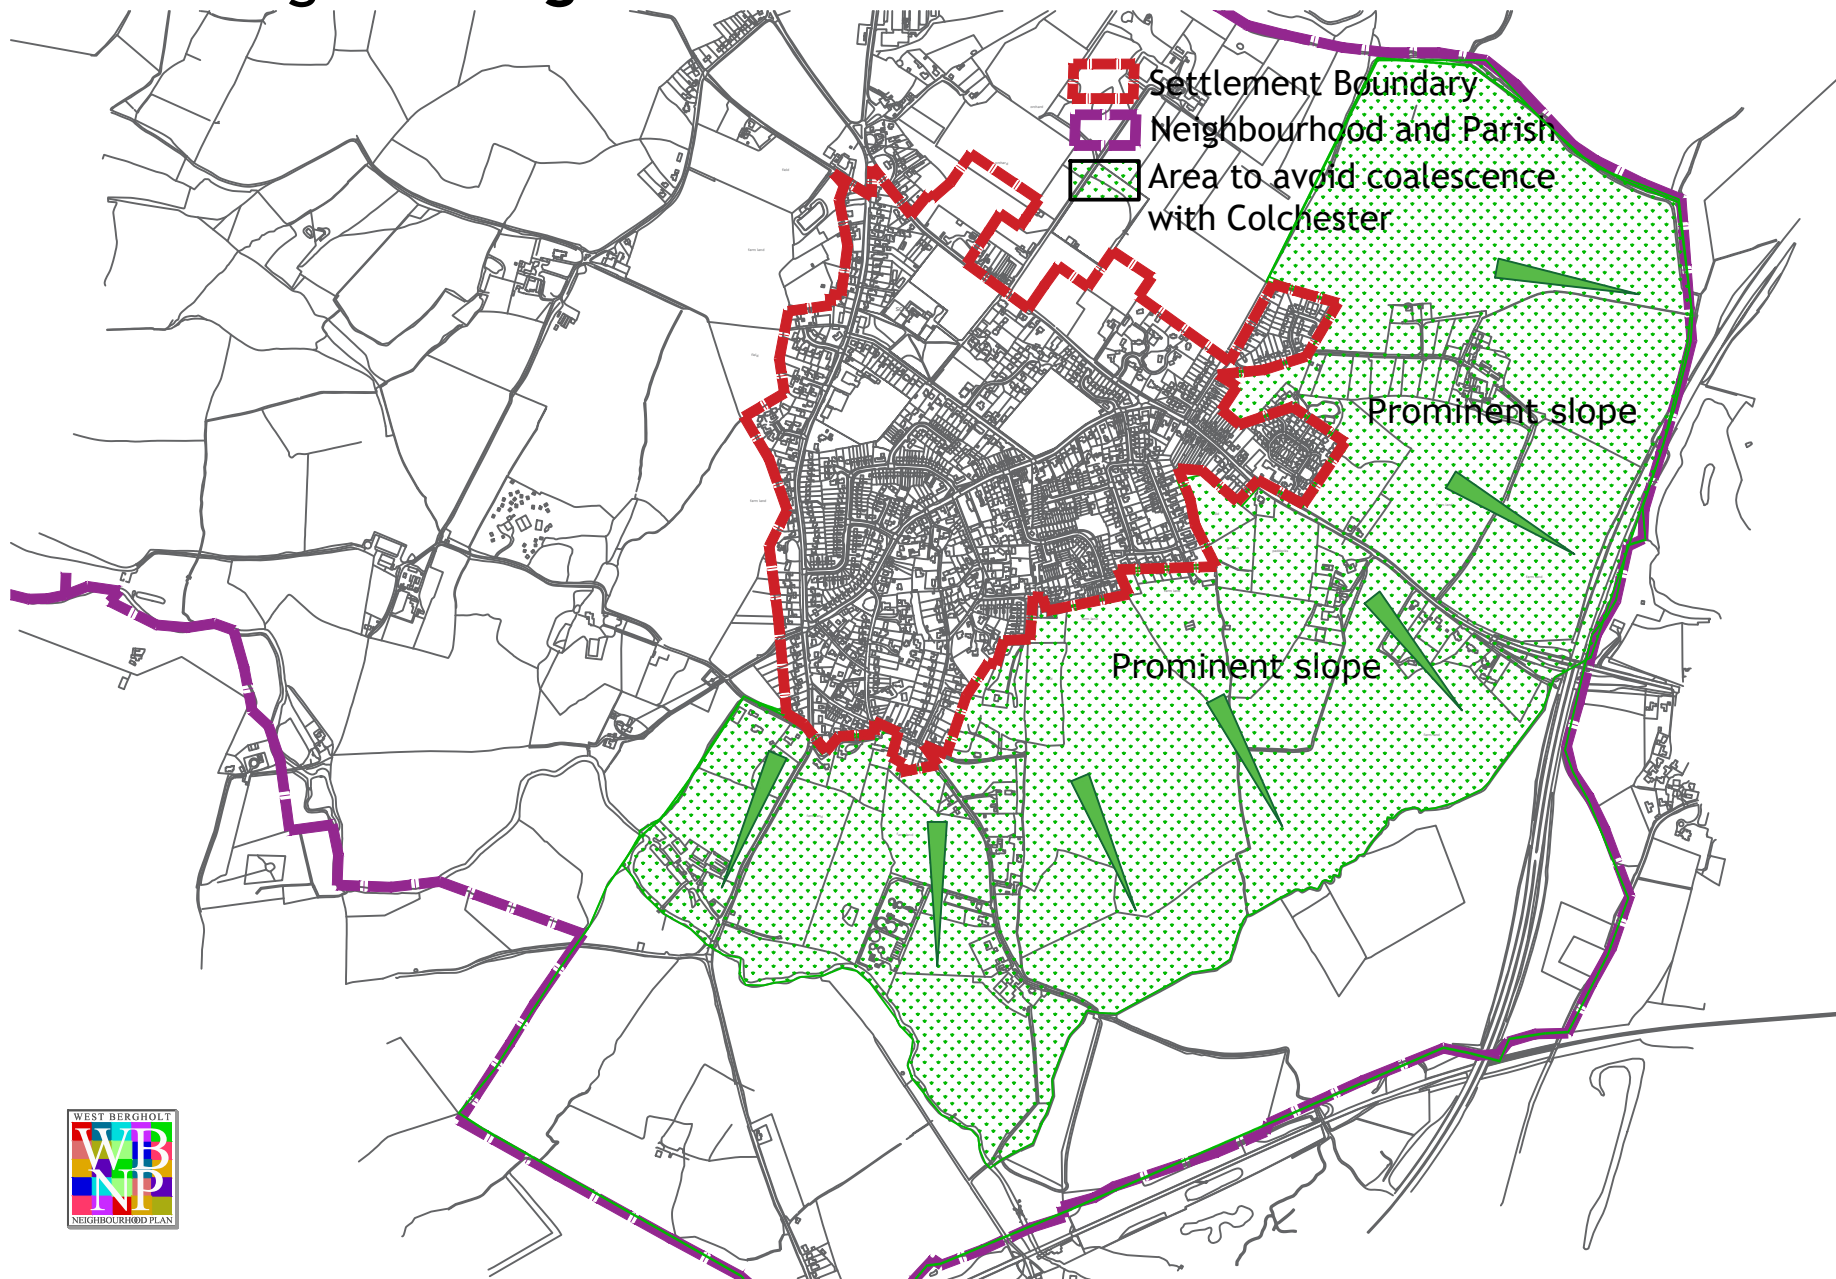 Settlement Boundary
Neighbourhood and Parish
Area to avoid coalescence
with Colchester
Prominent slope
Prominent slope
WEST BERGHOLT
WB
NP
NEIGHBOURHOOD PLAN